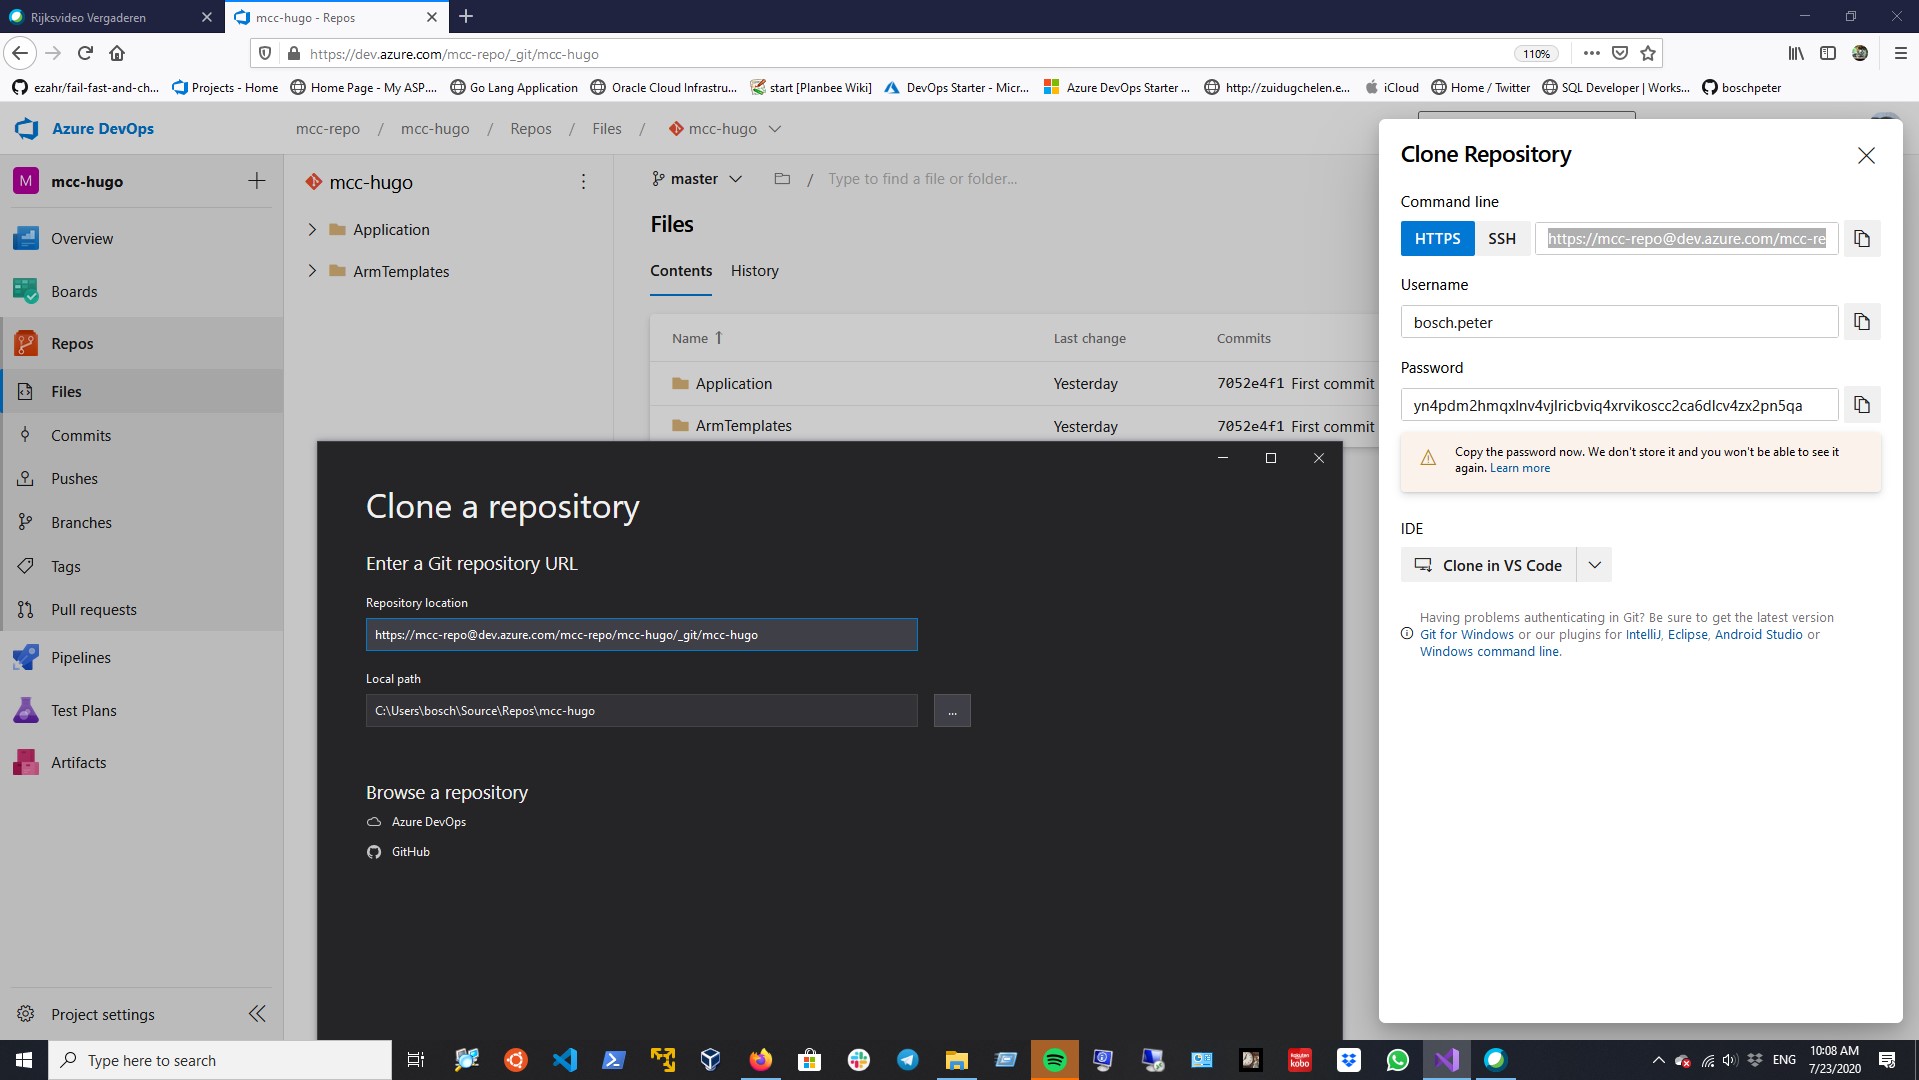 Rijksvideo Vergaderen
mcc-hugo - Repos
https://dev.azure.com/mcc-repo/_git/mcc-hugo
110%
ezahr/fail-fast-and-ch...
Projects - Home
Home Page - My ASP....
Go Lang Application
Oracle Cloud Infrastru...
start [Planbee Wiki]
DevOps Starter - Micr...
Azure DevOps Starter ...
http://zuidugchelen.e...
iCloud
Home / Twitter
SQL Developer | Works...
boschpeter
Azure DevOps
mcc-repo / mcc-hugo / Repos / Files / mcc-hugo
M mcc-hugo
Overview
Boards
Repos
Files
Commits
Pushes
Branches
Tags
Pull requests
Pipelines
Test Plans
Artifacts
Project settings
mcc-hugo
Application
ArmTemplates
master / Type to find a file or folder...
Files
Contents History
Name Last change Commits
Application Yesterday 7052e4f1 First commit
ArmTemplates Yesterday 7052e4f1 First commit
Clone a repository
Enter a Git repository URL
Repository location
https://mcc-repo@dev.azure.com/mcc-repo/mcc-hugo/_git/mcc-hugo
Local path
C:\Users\bosch\Source\Repos\mcc-hugo
...
Browse a repository
Azure DevOps
GitHub
Clone Repository
Command line
HTTPS SSH https://mcc-repo@dev.azure.com/mcc-re
Username
bosch.peter
Password
yn4pdm2hmqxlnv4vjlricbviq4xrvikoscc2ca6dlcv4zx2pn5qa
Copy the password now. We don't store it and you won't be able to see it
again. Learn more
IDE
Clone in VS Code
Having problems authenticating in Git? Be sure to get the latest version
Git for Windows or our plugins for IntelliJ, Eclipse, Android Studio or
Windows command line.
Type here to search
kobo
ENG
10:08 AM
7/23/2020